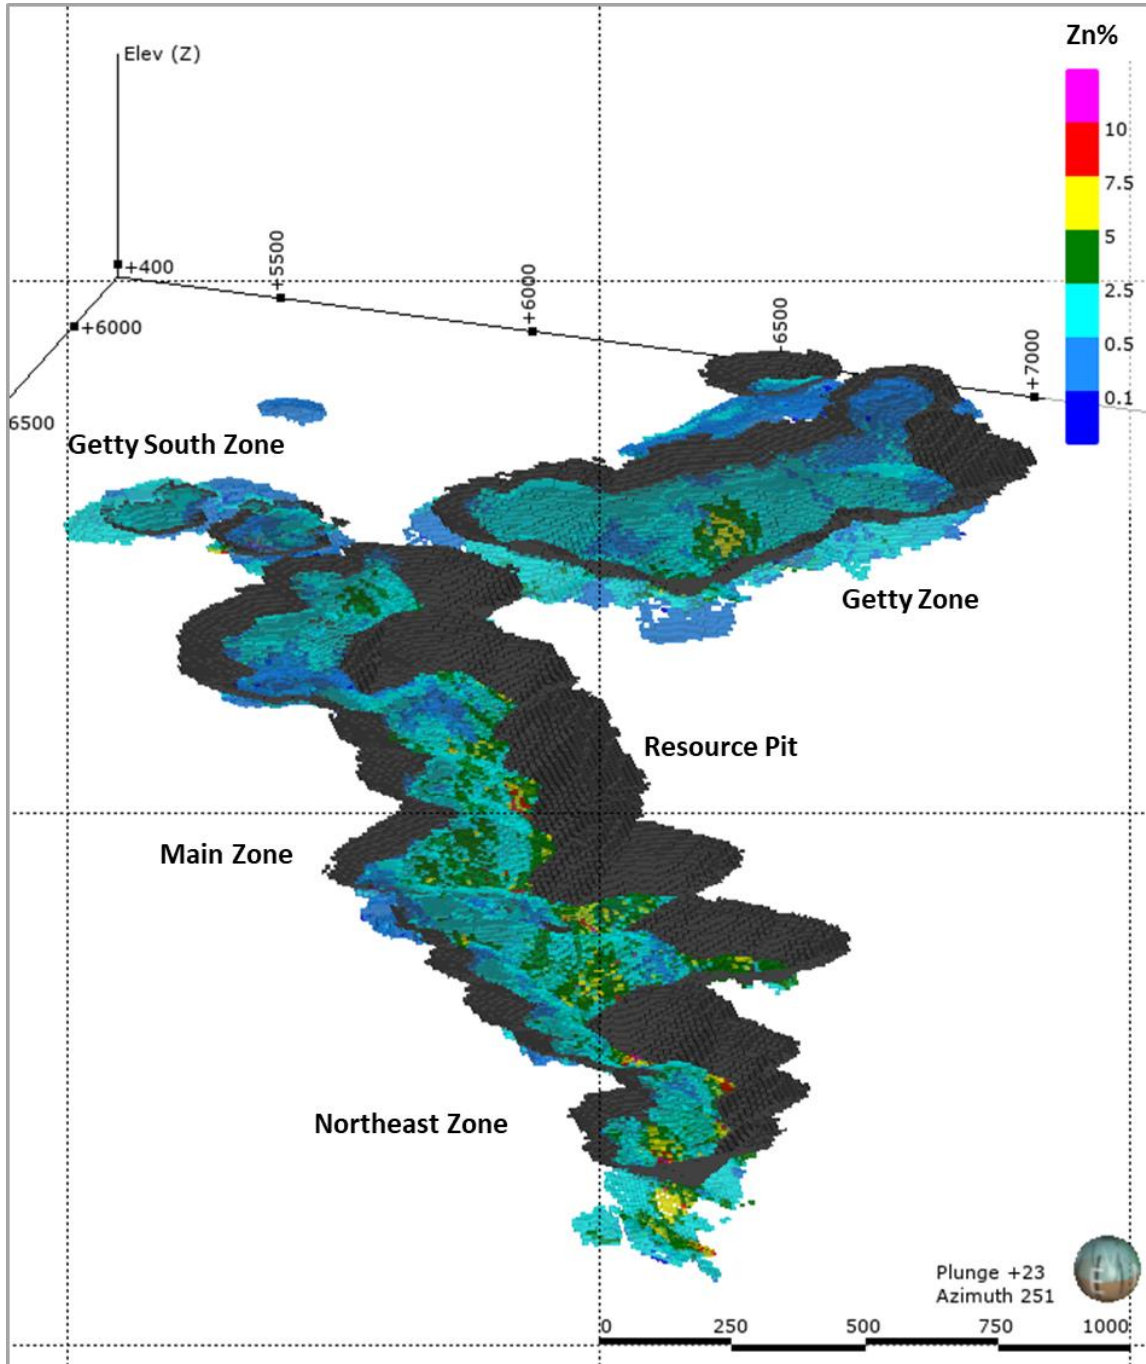 Zn%
Elev (Z)
10
7.5
5
2.5
0.5
0.1
+400
+5500
+6000
+6500
+7000
+6000
6500
Getty South Zone
Getty Zone
Resource Pit
Main Zone
Northeast Zone
Plunge +23
Azimuth 251
E
0 250 500 750 1000